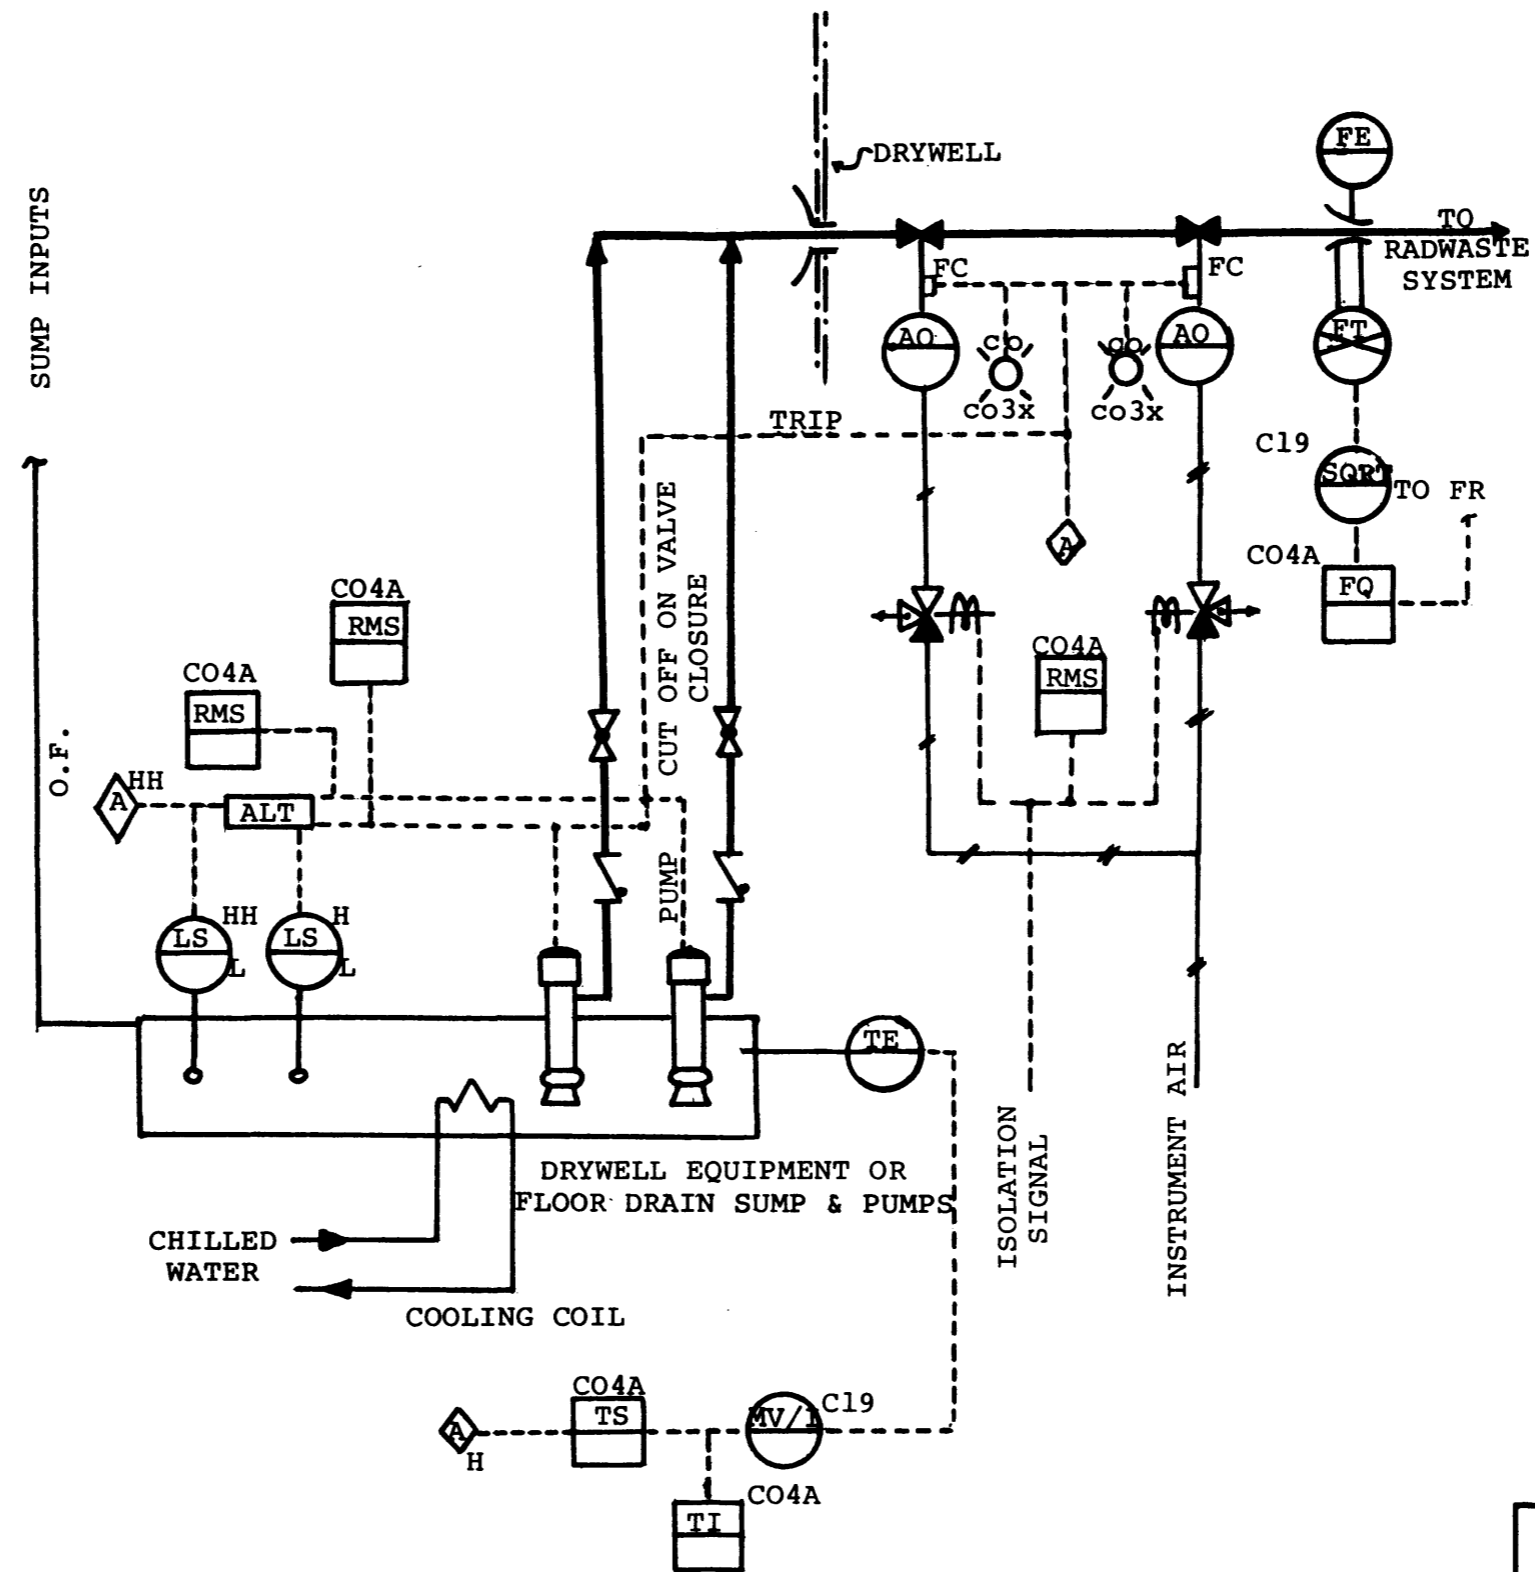 FE
DRYWELL
SUMP INPUTS
TO
RADWASTE
SYSTEM
FC
FC
AO
AO
FT
co
co
co3x
co3x
TRIP
C19
SQRT
TO FR
CO4A
FQ
A
PUMP CUT OFF ON VALVE
CLOSURE
CO4A
RMS
CO4A
RMS
CO4A
RMS
O.F.
HH
A
ALT
HH
LS
L
H
LS
L
TE
ISOLATION
SIGNAL
INSTRUMENT AIR
DRYWELL EQUIPMENT OR
FLOOR DRAIN SUMP & PUMPS
CHILLED
WATER
COOLING COIL
CO4A
TS
A
H
MV/I
C19
CO4A
TI